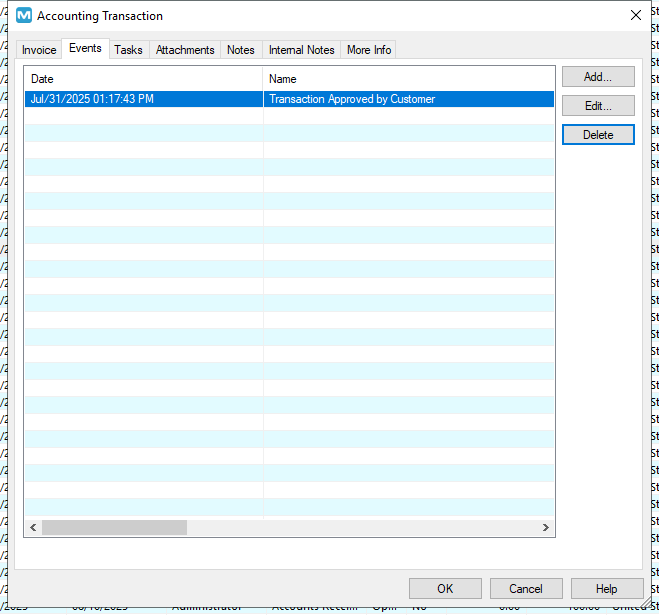 Accounting Transaction
Invoice Events Tasks Attachments Notes Internal Notes More Info
Date Name Add...
Jul/31/2025 01:17:43 PM Transaction Approved by Customer
Edit...
Delete
OK Cancel Help